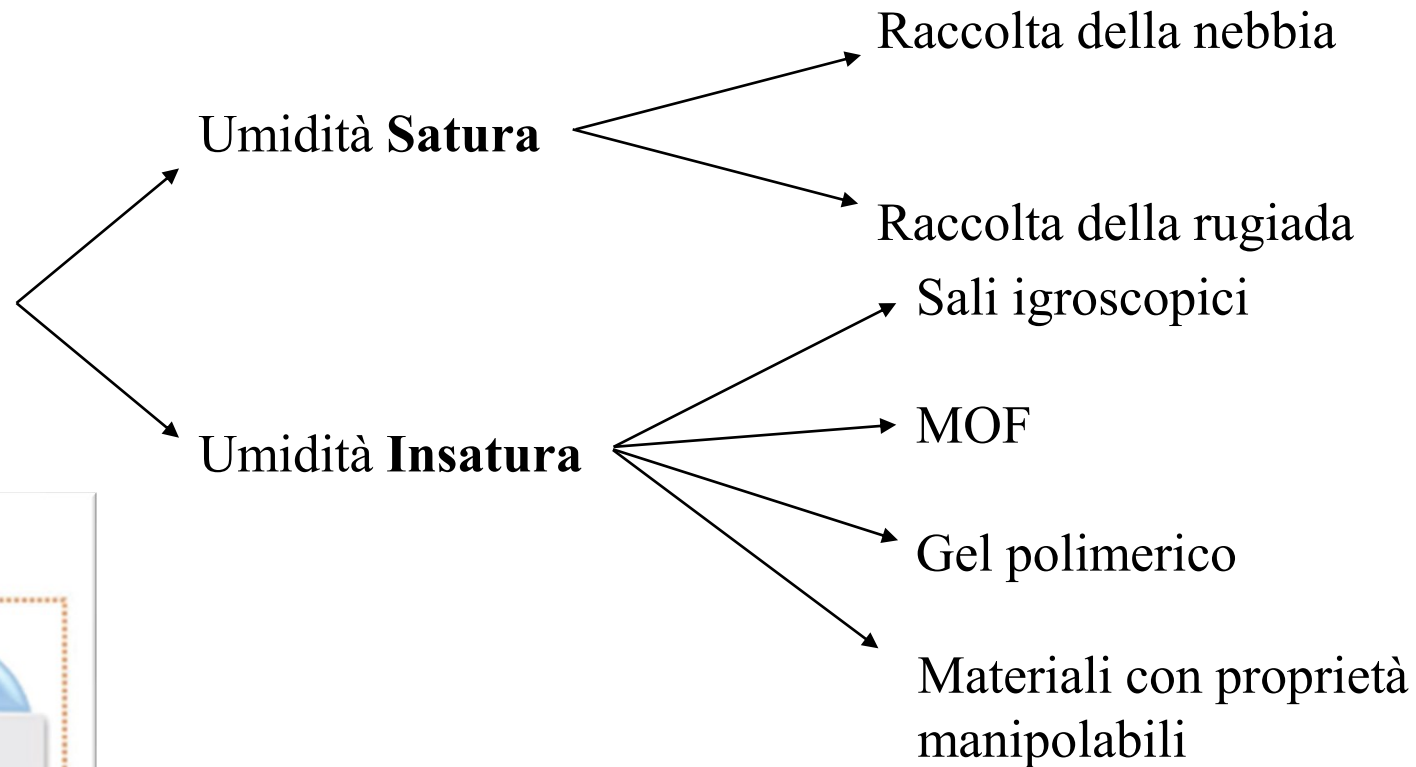 Raccolta della nebbia
Umidità Satura
Raccolta della rugiada
Sali igroscopici
MOF
Umidità Insatura
Gel polimerico
Materiali con proprietà
manipolabili